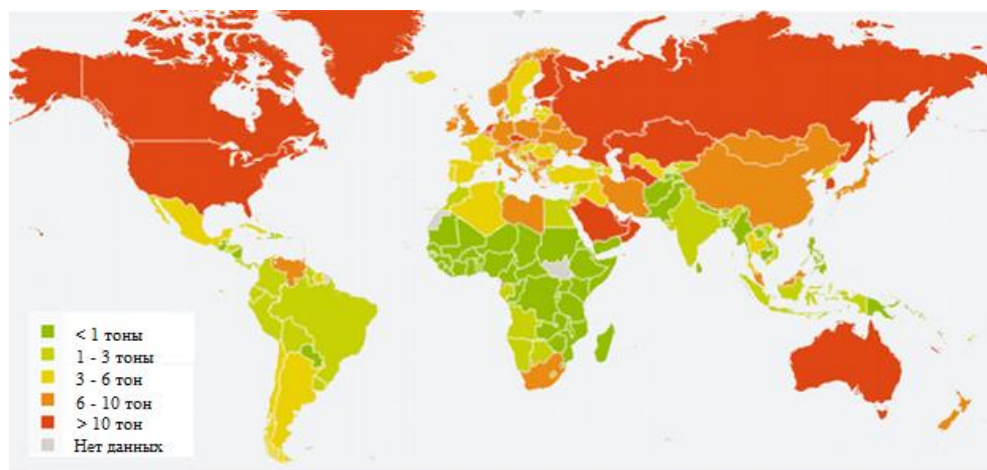 < 1 тоны
1 - 3 тоны
3 - 6 тон
6 - 10 тон
> 10 тон
Нет данных